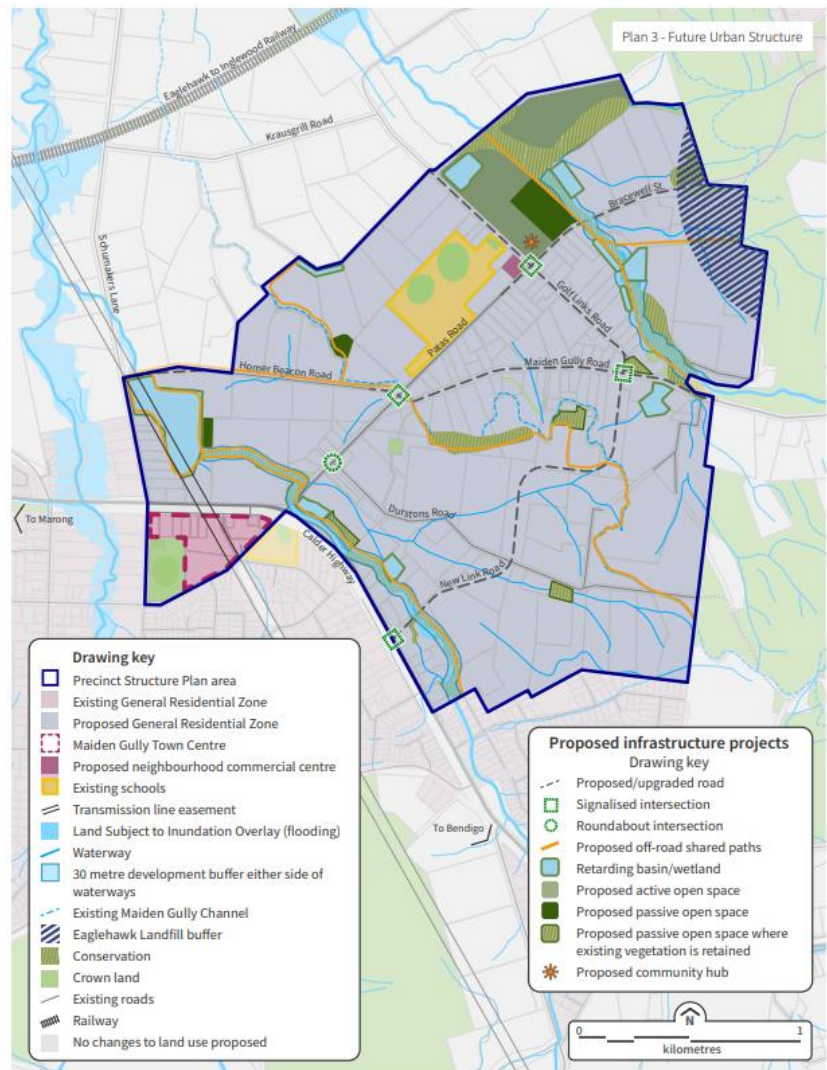 Plan 3 - Future Urban Structure
Eaglehawk to Inglewood Railway
Krausgrill Road
Schumakers Lane
Bracewell St
Golf Links Road
Patas Road
Maiden Gully Road
Homer Beacon Road
To Marong
Durstons Road
Calder Highway
New Link Road
To Bendigo
Drawing key
Precinct Structure Plan area
Existing General Residential Zone
Proposed General Residential Zone
Maiden Gully Town Centre
Proposed neighbourhood commercial centre
Existing schools
Transmission line easement
Land Subject to Inundation Overlay (flooding)
Waterway
30 metre development buffer either side of
waterways
Existing Maiden Gully Channel
Eaglehawk Landfill buffer
Conservation
Crown land
Existing roads
Railway
No changes to land use proposed
Proposed infrastructure projects
Drawing key
Proposed/upgraded road
Signalised intersection
Roundabout intersection
Proposed off-road shared paths
Retarding basin/wetland
Proposed active open space
Proposed passive open space
Proposed passive open space where
existing vegetation is retained
Proposed community hub
N
0 1
kilometres